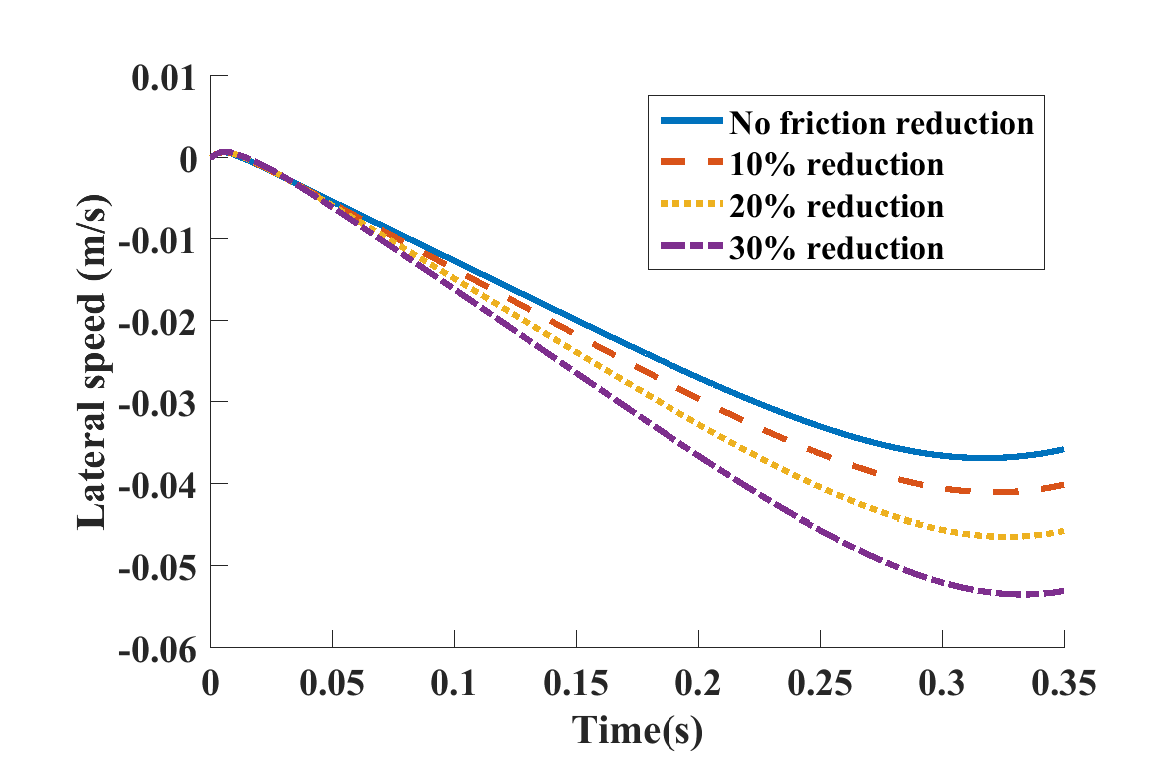 0.01
0
-0.01
-0.02
-0.03
-0.04
-0.05
-0.06
Lateral speed (m/s)
No friction reduction
10% reduction
20% reduction
30% reduction
0 0.05 0.1 0.15 0.2 0.25 0.3 0.35
Time(s)